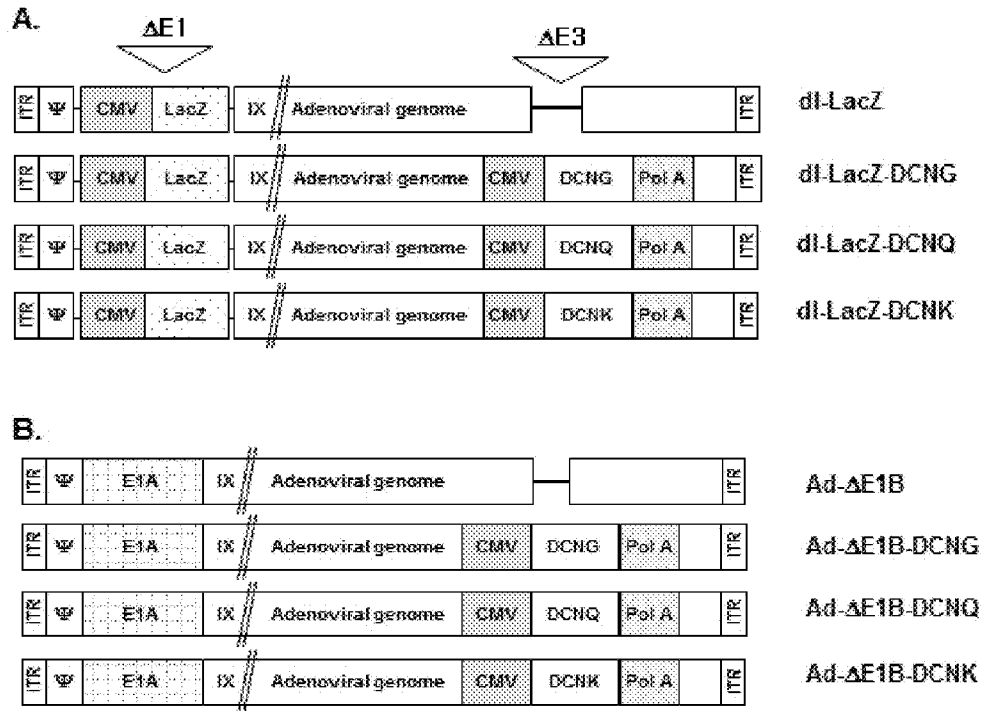 A.
ΔE1
ΔE3
ITR Ψ CMV LacZ IX Adenoviral genome ITR dl-LacZ
ITR Ψ CMV LacZ IX Adenoviral genome CMV DCNG Pol A ITR dl-LacZ-DCNG
ITR Ψ CMV LacZ IX Adenoviral genome CMV DCNQ Pol A ITR dl-LacZ-DCNQ
ITR Ψ CMV LacZ IX Adenoviral genome CMV DCNK Pol A ITR dl-LacZ-DCNK
B.
ITR Ψ E1A IX Adenoviral genome ITR Ad-ΔE1B
ITR Ψ E1A IX Adenoviral genome CMV DCNG Pol A ITR Ad-ΔE1B-DCNG
ITR Ψ E1A IX Adenoviral genome CMV DCNQ Pol A ITR Ad-ΔE1B-DCNQ
ITR Ψ E1A IX Adenoviral genome CMV DCNK Pol A ITR Ad-ΔE1B-DCNK